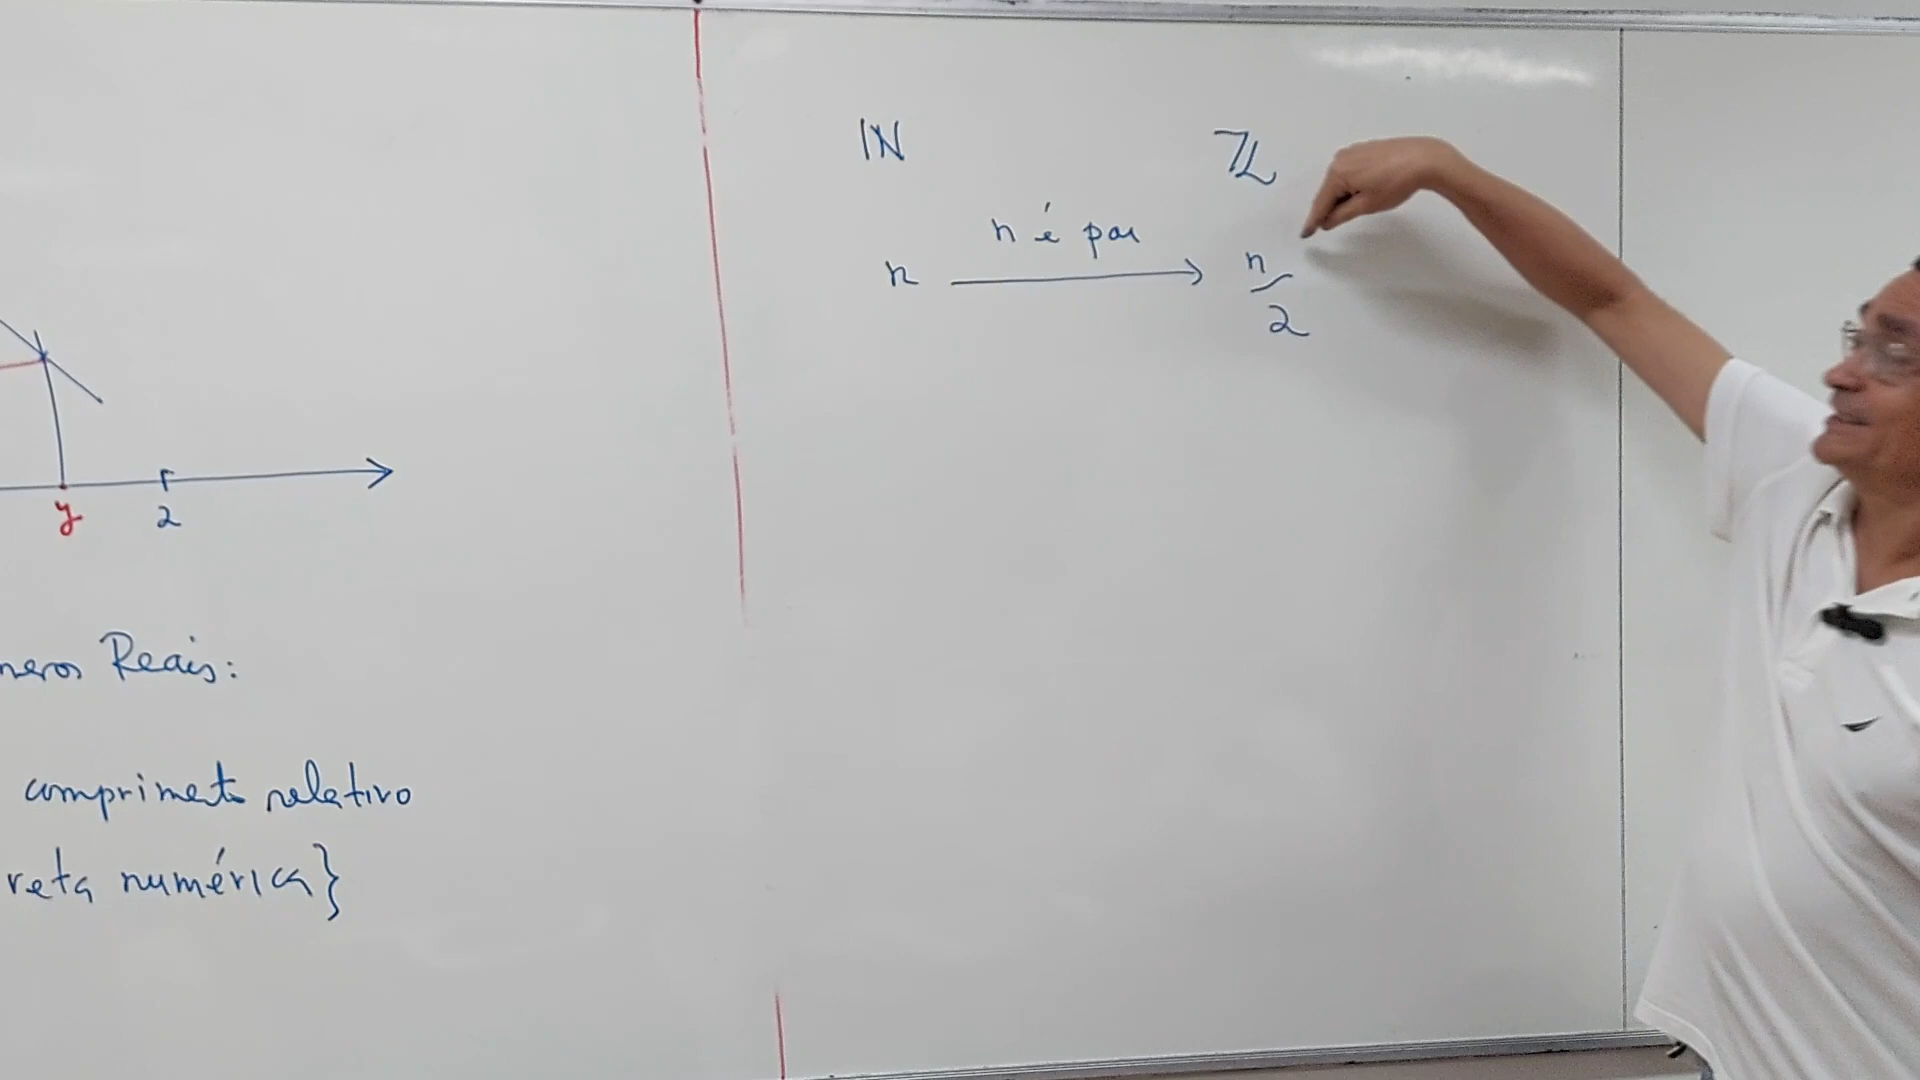 y 2
neros Reais:
comprimento relativo
reta numérica}
IN ℤ
n é par
n → n/2